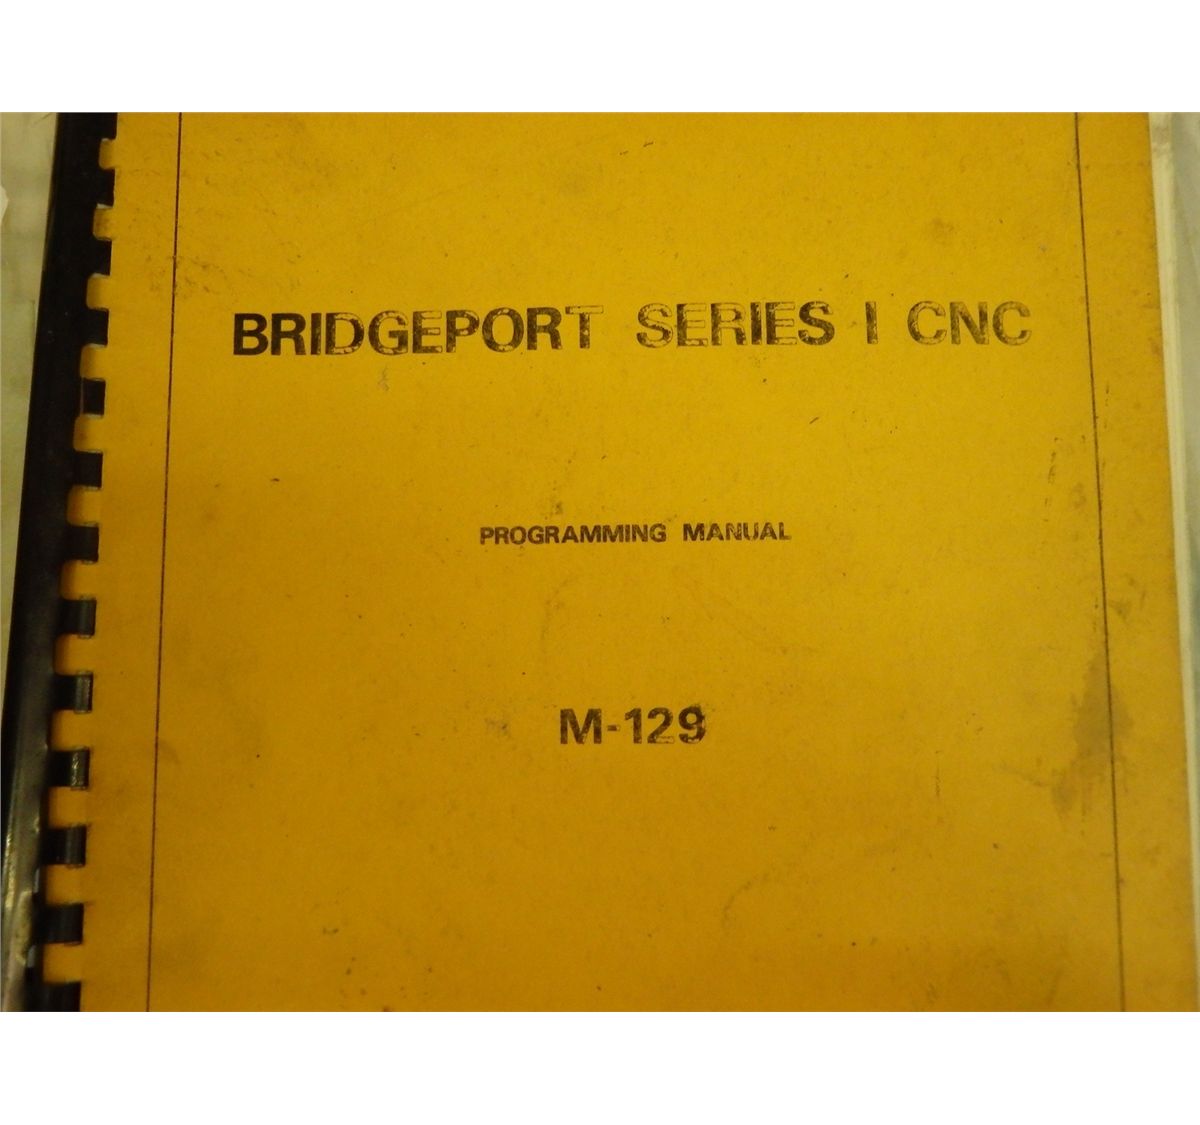 BRIDGEPORT SERIES I CNC
PROGRAMMING MANUAL
M-129